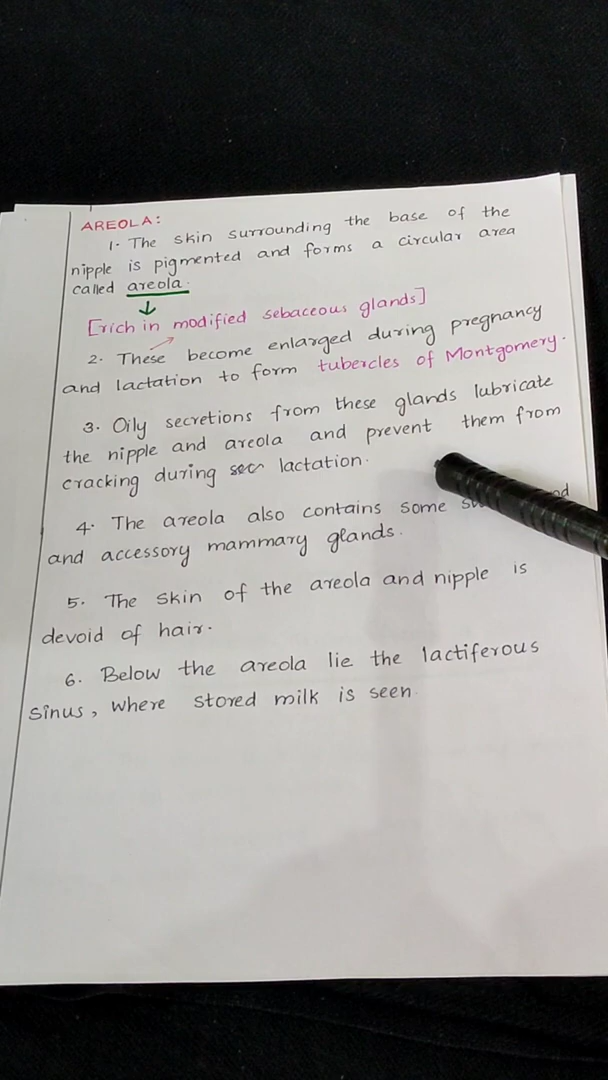 AREOLA:
1. The skin surrounding the base of the
nipple is pigmented and forms a circular area
called areola.
[rich in modified sebaceous glands]
2. These become enlarged during pregnancy
and lactation to form tubercles of Montgomery.
3. Oily secretions from these glands lubricate
the nipple and areola and prevent them from
cracking during sec lactation.
4. The areola also contains some
and accessory mammary glands.
5. The skin of the areola and nipple is
devoid of hair.
6. Below the areola lie the lactiferous
sinus, where stored milk is seen.